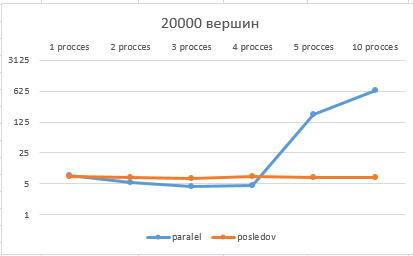 20000 вершин
1 procces 2 procces 3 procces 4 procces 5 procces 10 procces
3125
625
125
25
5
1
paralel posledov